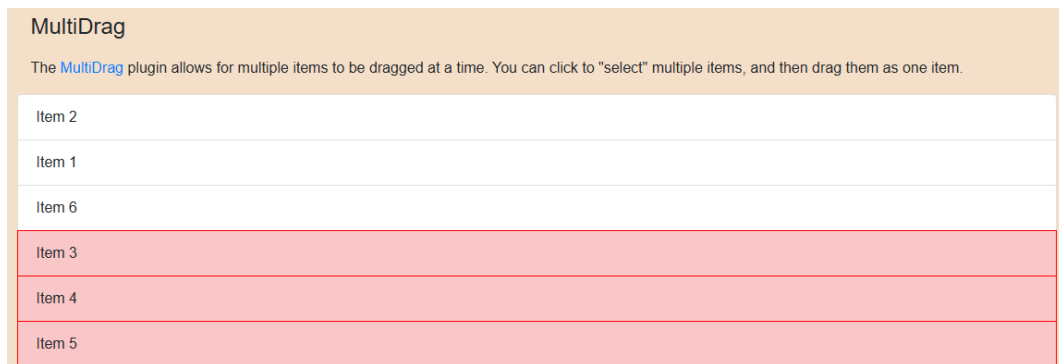 MultiDrag
The MultiDrag plugin allows for multiple items to be dragged at a time. You can click to "select" multiple items, and then drag them as one item.
Item 2
Item 1
Item 6
Item 3
Item 4
Item 5